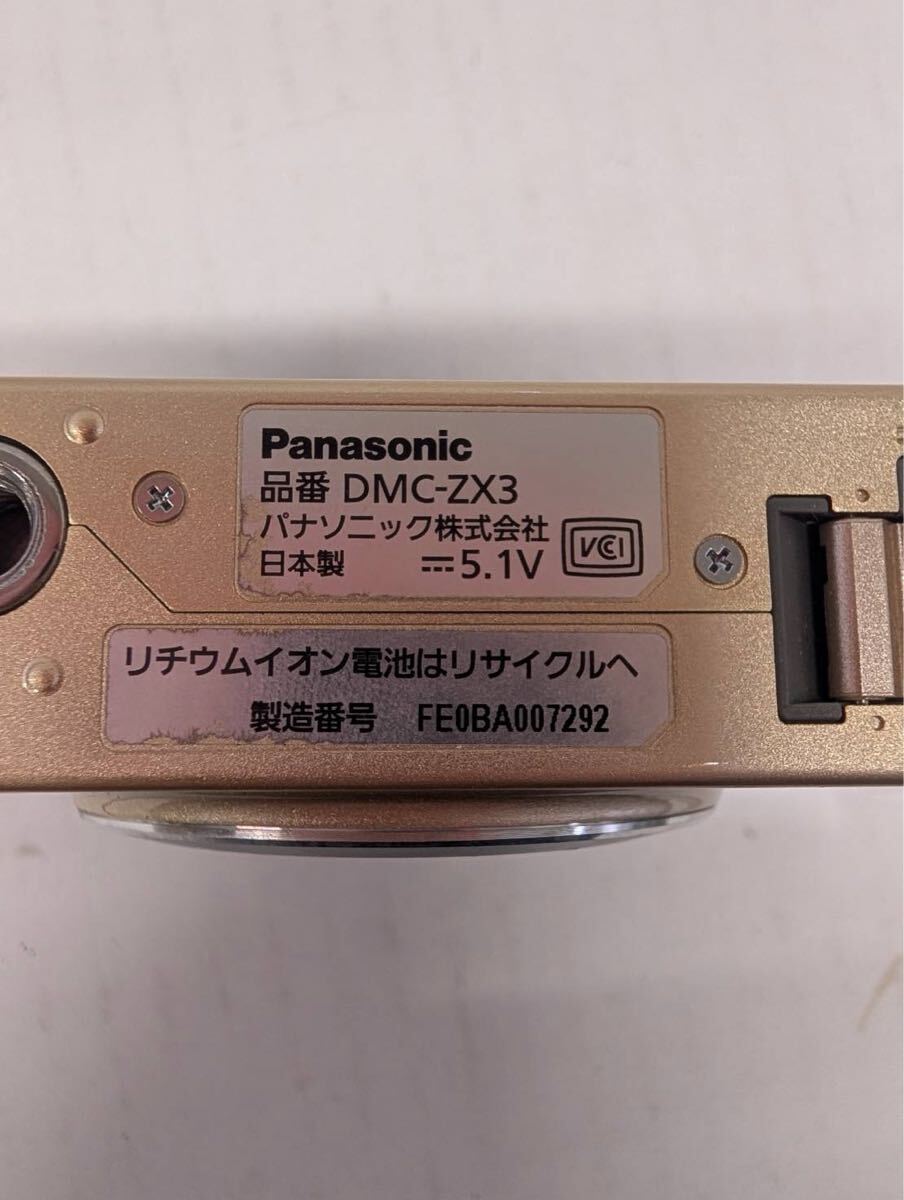 Panasonic
品番 DMC-ZX3
パナソニック株式会社
日本製 5.1V
VCCI
リチウムイオン電池はリサイクルへ
製造番号 FE0BA007292